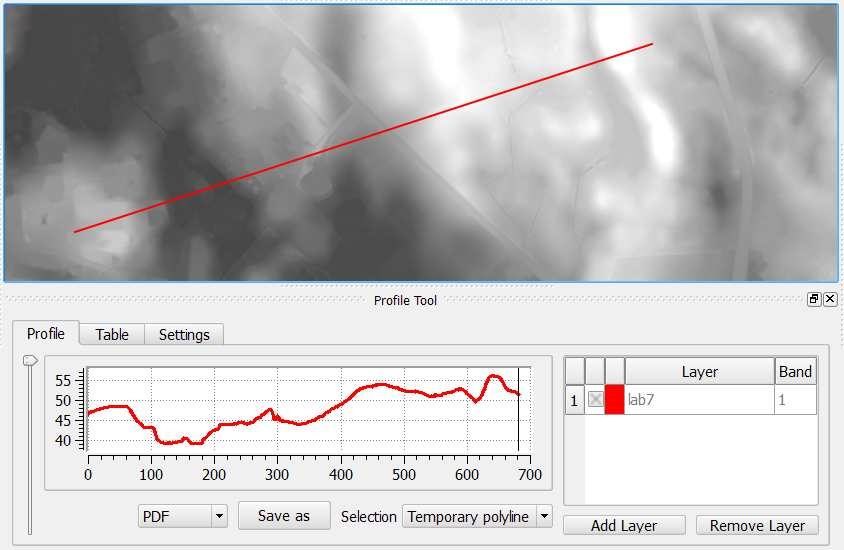 Profile Tool
Profile Table Settings
55
50
45
40
0 100 200 300 400 500 600 700
Layer Band
1 lab7 1
PDF Save as Selection Temporary polyline
Add Layer Remove Layer